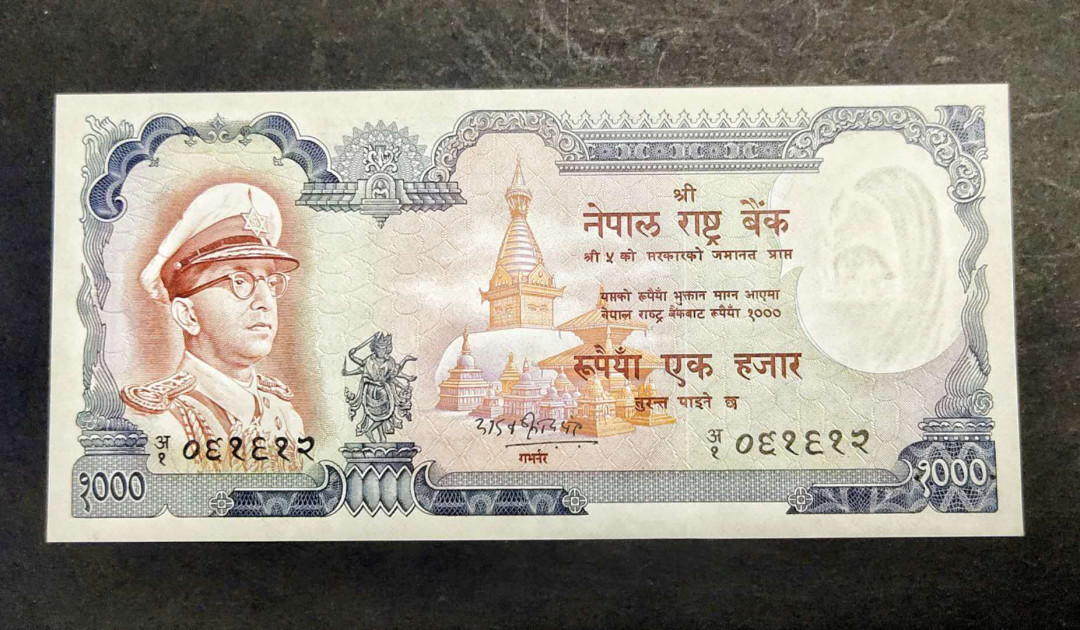 श्री
नेपाल राष्ट्र बैंक
श्री ५ को सरकारको जमानत प्राप्त
यसको रूपैयाँ भुक्तान माग्न आएमा
नेपाल राष्ट्र बैंकबाट रूपैयाँ १०००
रूपैयाँ एक हजार
तुरुन्त पाइने छ
गभर्नर
अ
१ ०६१६१२
अ
१ ०६१६१२
१०००
१०००